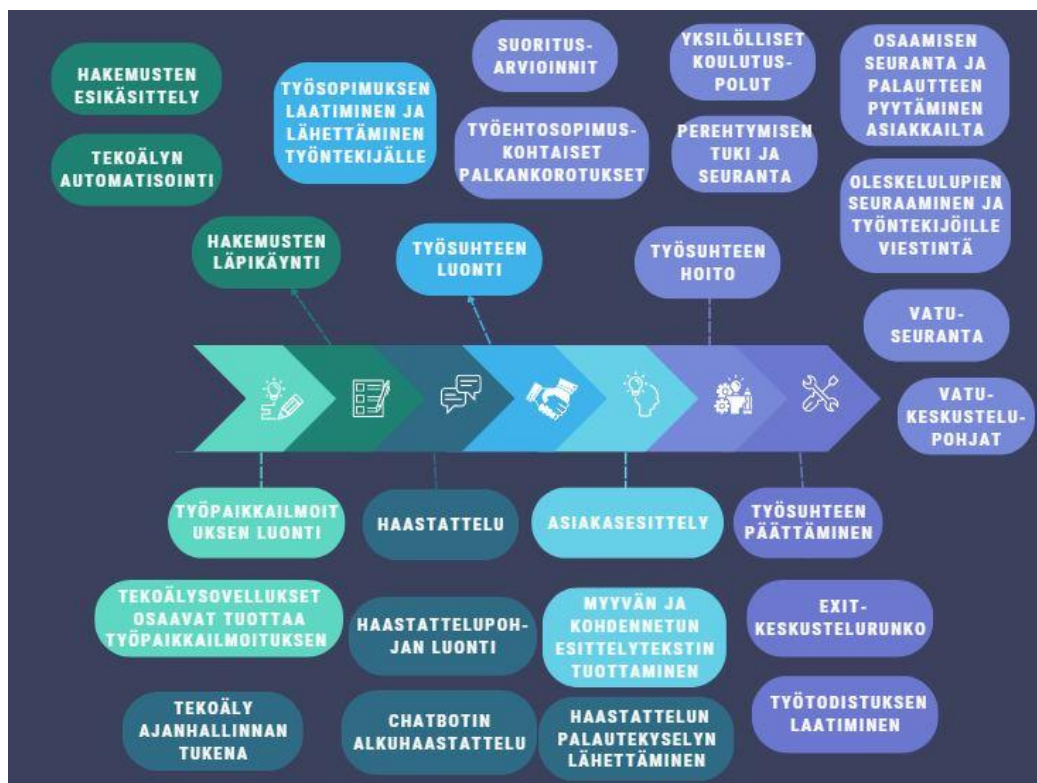 HAKEMUSTEN
ESIKÄSITTELY
TEKOÄLYN
AUTOMATISOINTI
HAKEMUSTEN
LÄPIKÄYNTI
TYÖSOPIMUKSEN
LAATIMINEN JA
LÄHETTÄMINEN
TYÖNTEKIJÄLLE
TYÖSUHTEEN
LUONTI
SUORITUS-
ARVIOINNIT
TYÖEHTOSOPIMUS-
KOHTAISET
PALKANKOROTUKSET
YKSILÖLLISET
KOULUTUS-
POLUT
PEREHTYMISEN
TUKI JA
SEURANTA
TYÖSUHTEEN
HOITO
OSAAMISEN
SEURANTA JA
PALAUTTEEN
PYYTÄMINEN
ASIAKKAILTA
OLESKELULUPIEN
SEURAAMINEN JA
TYÖNTEKIJÖILLE
VIESTINTÄ
VATU-
SEURANTA
VATU-
KESKUSTELU-
POHJAT
TYÖPAIKKAILMOIT
UKSEN LUONTI
TEKOÄLYSOVELLUKSET
OSAAVAT TUOTTAA
TYÖPAIKKAILMOITUKSEN
TEKOÄLY
AJANHALLINNAN
TUKENA
HAASTATTELU
HAASTATTELUPOH-
JAN LUONTI
CHATBOTIN
ALKUHAASTATTELU
ASIAKASESITTELY
MYYVÄN JA
KOHDENNETUN
ESITTELYTEKSTIN
TUOTTAMINEN
HAASTATTELUN
PALAUTEKYSELYN
LÄHETTÄMINEN
TYÖSUHTEEN
PÄÄTTÄMINEN
EXIT-
KESKUSTELURUNKO
TYÖTODISTUKSEN
LAATIMINEN